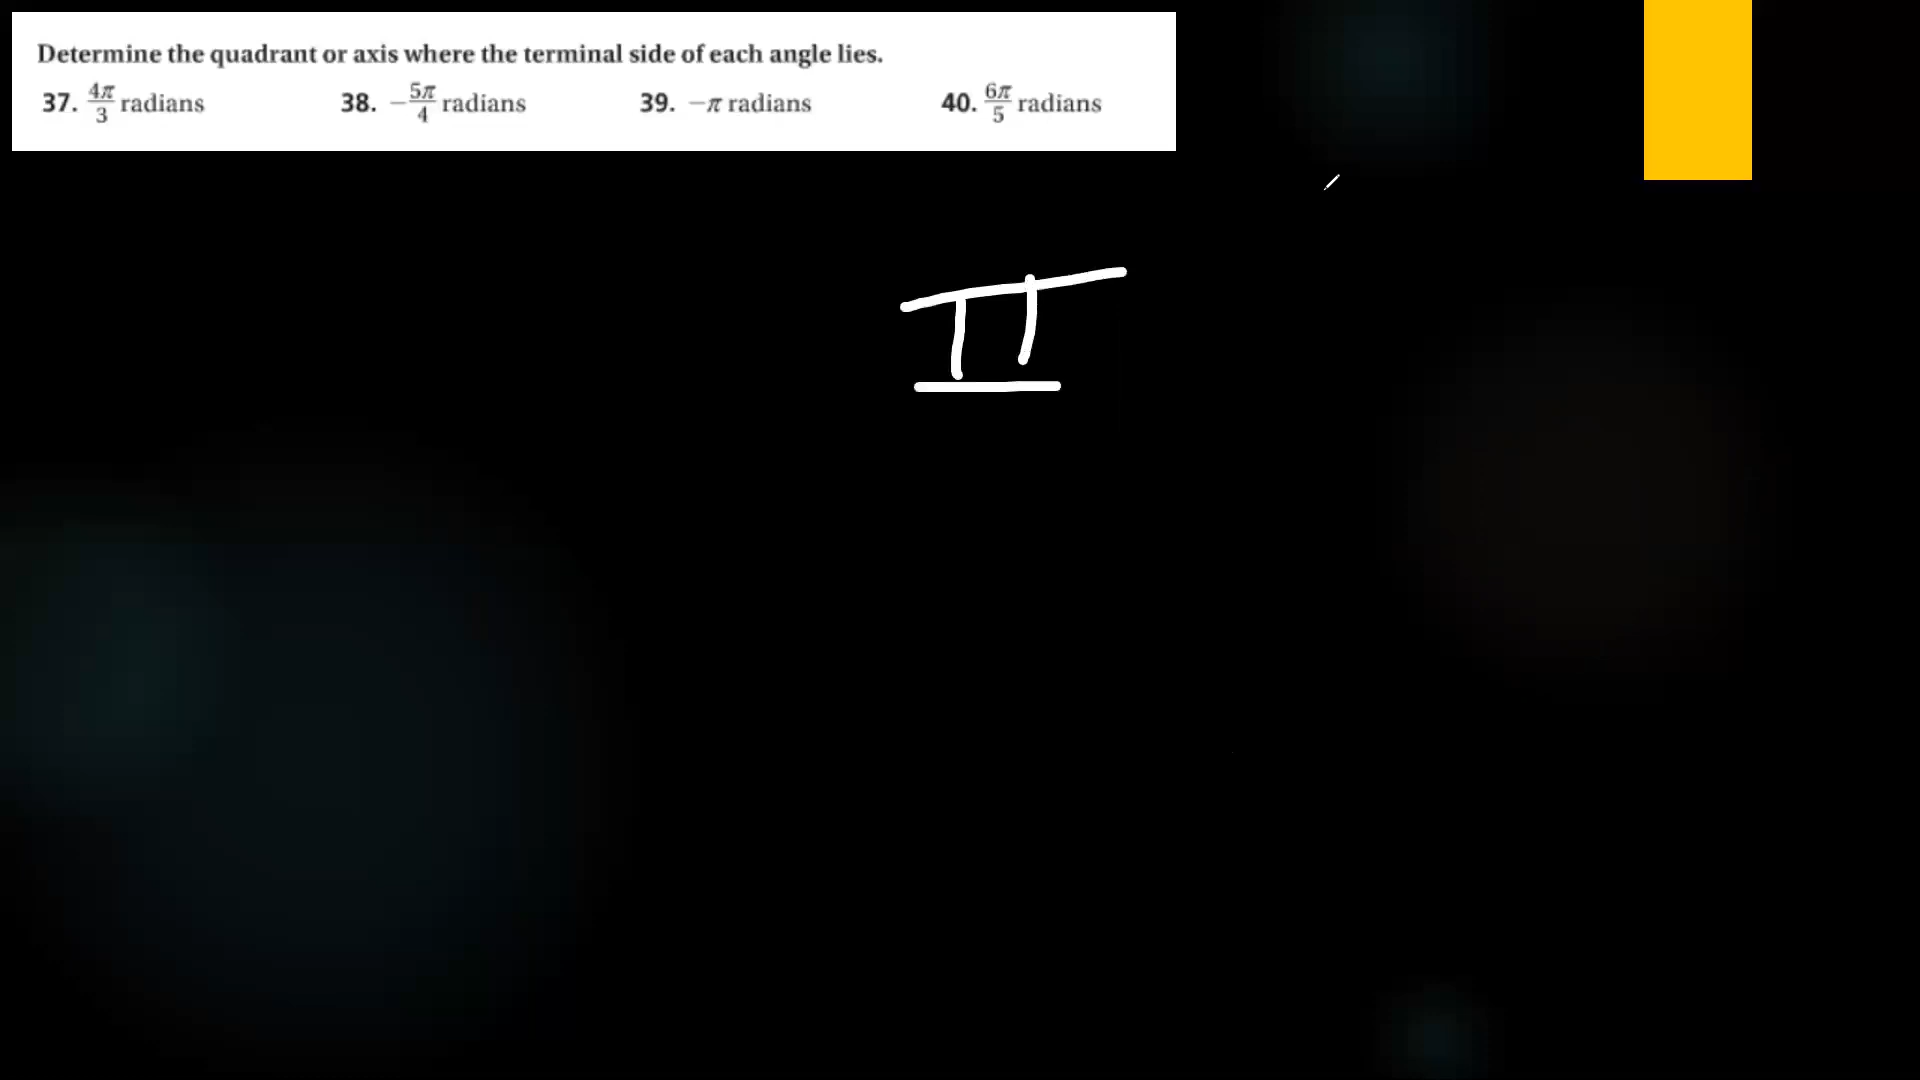 Determine the quadrant or axis where the terminal side of each angle lies.
37. 4π/3 radians 38. −5π/4 radians 39. −π radians 40. 6π/5 radians
π